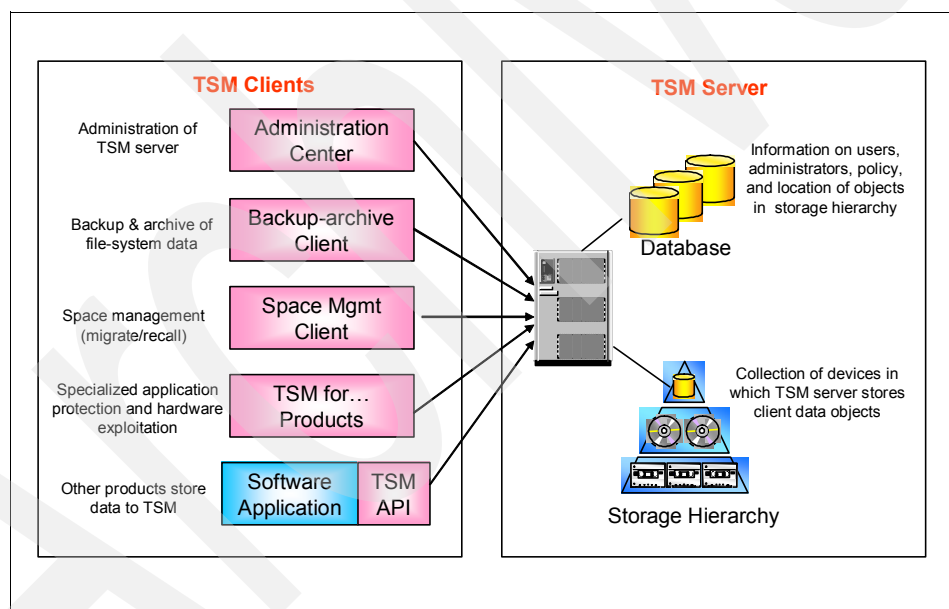 TSM Clients
Administration of
TSM server
Administration
Center
Backup & archive of
file-system data
Backup-archive
Client
Space management
(migrate/recall)
Space Mgmt
Client
Specialized application
protection and hardware
exploitation
TSM for…
Products
Other products store
data to TSM
Software
Application
TSM
API
TSM Server
Information on users,
administrators, policy,
and location of objects
in storage hierarchy
Database
Collection of devices in
which TSM server stores
client data objects
Storage Hierarchy